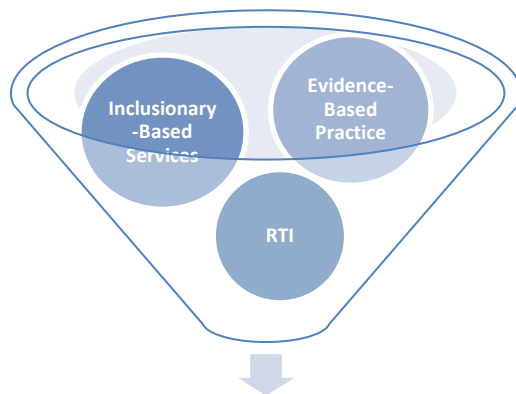 Inclusionary
-Based
Services
Evidence-
Based
Practice
RTI